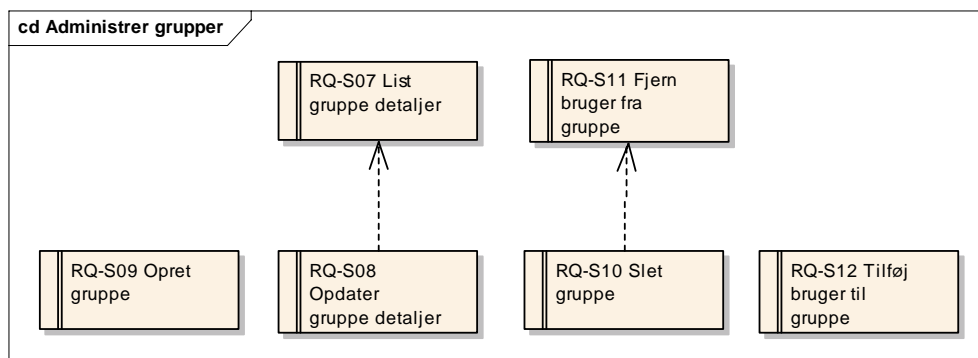 cd Administrer grupper
RQ-S07 List
gruppe detaljer
RQ-S11 Fjern
bruger fra
gruppe
RQ-S09 Opret
gruppe
RQ-S08
Opdater
gruppe detaljer
RQ-S10 Slet
gruppe
RQ-S12 Tilføj
bruger til
gruppe